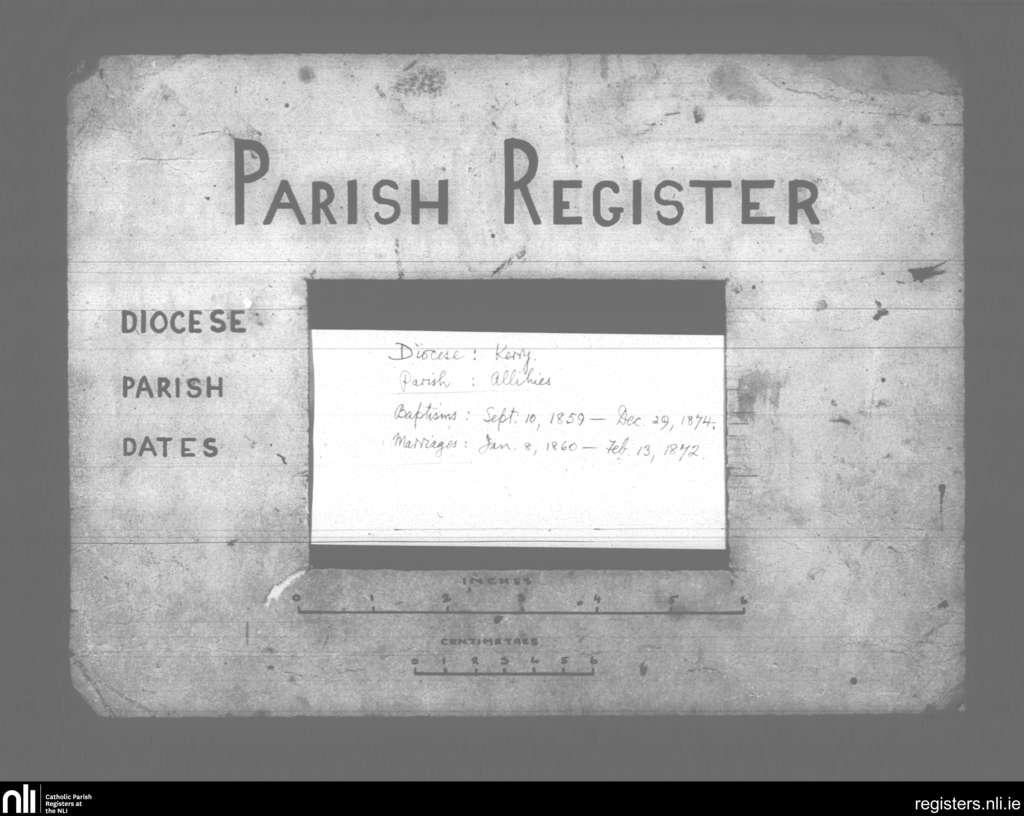 PARISH REGISTER
DIOCESE
PARISH
DATES
Diocese : Kerry.
Parish : Allihies
Baptisms : Sept. 10, 1859 — Dec. 29, 1874.
Marriages : Jan. 8, 1860 — Feb. 13, 1872.
INCHES
0 1 2 3 4 5 6
CENTIMETRES
0 1 2 3 4 5 6
nli
Catholic Parish
Registers at
the NLI
registers.nli.ie